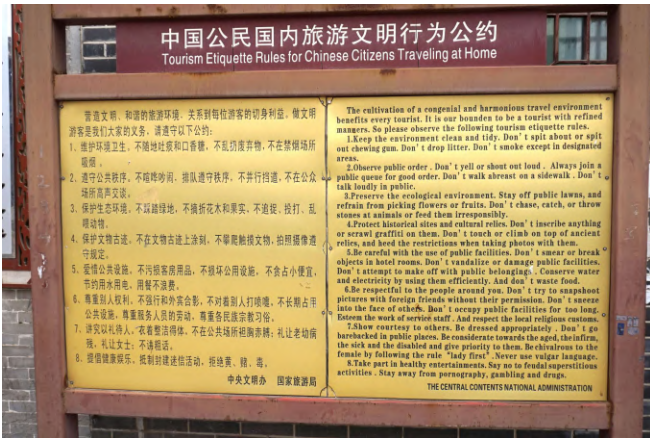 中国公民国内旅游文明行为公约
Tourism Etiquette Rules for Chinese Citizens Traveling at Home
营造文明、和谐的旅游环境，关系到每位游客的切身利益。做文明
游客是我们大家的义务，请遵守以下公约：
1、维护环境卫生。不随地吐痰和口香糖，不乱扔废弃物，不在禁烟场所
吸烟。
2、遵守公共秩序。不喧哗吵闹，排队遵守秩序，不并行挡道，不在公众
场所高声交谈。
3、保护生态环境。不踩踏绿地，不摘折花木和果实，不追捉、投打、乱
喂动物。
4、保护文物古迹。不在文物古迹上涂刻，不攀爬触摸文物，拍照摄像遵
守规定。
5、爱惜公共设施。不污损客房用品，不损坏公用设施，不贪占小便宜，
节约用水用电，用餐不浪费。
6、尊重别人权利。不强行和外宾合影，不对着别人打喷嚏，不长期占用
公共设施，尊重服务人员的劳动，尊重各民族宗教习俗。
7、讲究以礼待人。衣着整洁得体，不在公共场所袒胸赤膊；礼让老幼病
残，礼让女士；不讲粗话。
8、提倡健康娱乐。抵制封建迷信活动，拒绝黄、赌、毒。
中央文明办 国家旅游局
The cultivation of a congenial and harmonious travel environment
benefits every tourist. It is our bounden to be a tourist with refined
manners. So please observe the following tourism etiquette rules.
1.Keep the environment clean and tidy. Don't spit about or spit
out chewing gum. Don't drop litter. Don't smoke except in designated
areas.
2.Observe public order. Don't yell or shout out loud. Always join a
public queue for good order. Don't walk abreast on a sidewalk. Don't
talk loudly in public.
3.Preserve the ecological environment. Stay off public lawns, and
refrain from picking flowers or fruits. Don't chase, catch, or throw
stones at animals or feed them irresponsibly.
4.Protect historical sites and cultural relics. Don't inscribe anything
or scrawl graffiti on them. Don't touch or climb on top of ancient
relics, and heed the restrictions when taking photos with them.
5.Be careful with the use of public facilities. Don't smear or break
objects in hotel rooms. Don't vandalize or damage public facilities.
Don't attempt to make off with public belongings. Conserve water
and electricity by using them efficiently. And don't waste food.
6.Be respectful to the people around you. Don't try to snapshoot
pictures with foreign friends without their permission. Don't sneeze
into the face of others. Don't occupy public facilities for too long.
Esteem the work of service staff. And respect the local religious customs.
7.Show courtesy to others. Be dressed appropriately. Don't go
barebacked in public places. Be considerate towards the aged, the infirm,
the sick and the disabled and give priority to them. Be chivalrous to the
female by following the rule "lady first". Never use vulgar language.
8.Take part in healthy entertainments. Say no to feudal superstitious
activities. Stay away from pornography, gambling and drugs.
THE CENTRAL CONTENTS NATIONAL ADMINISTRATION